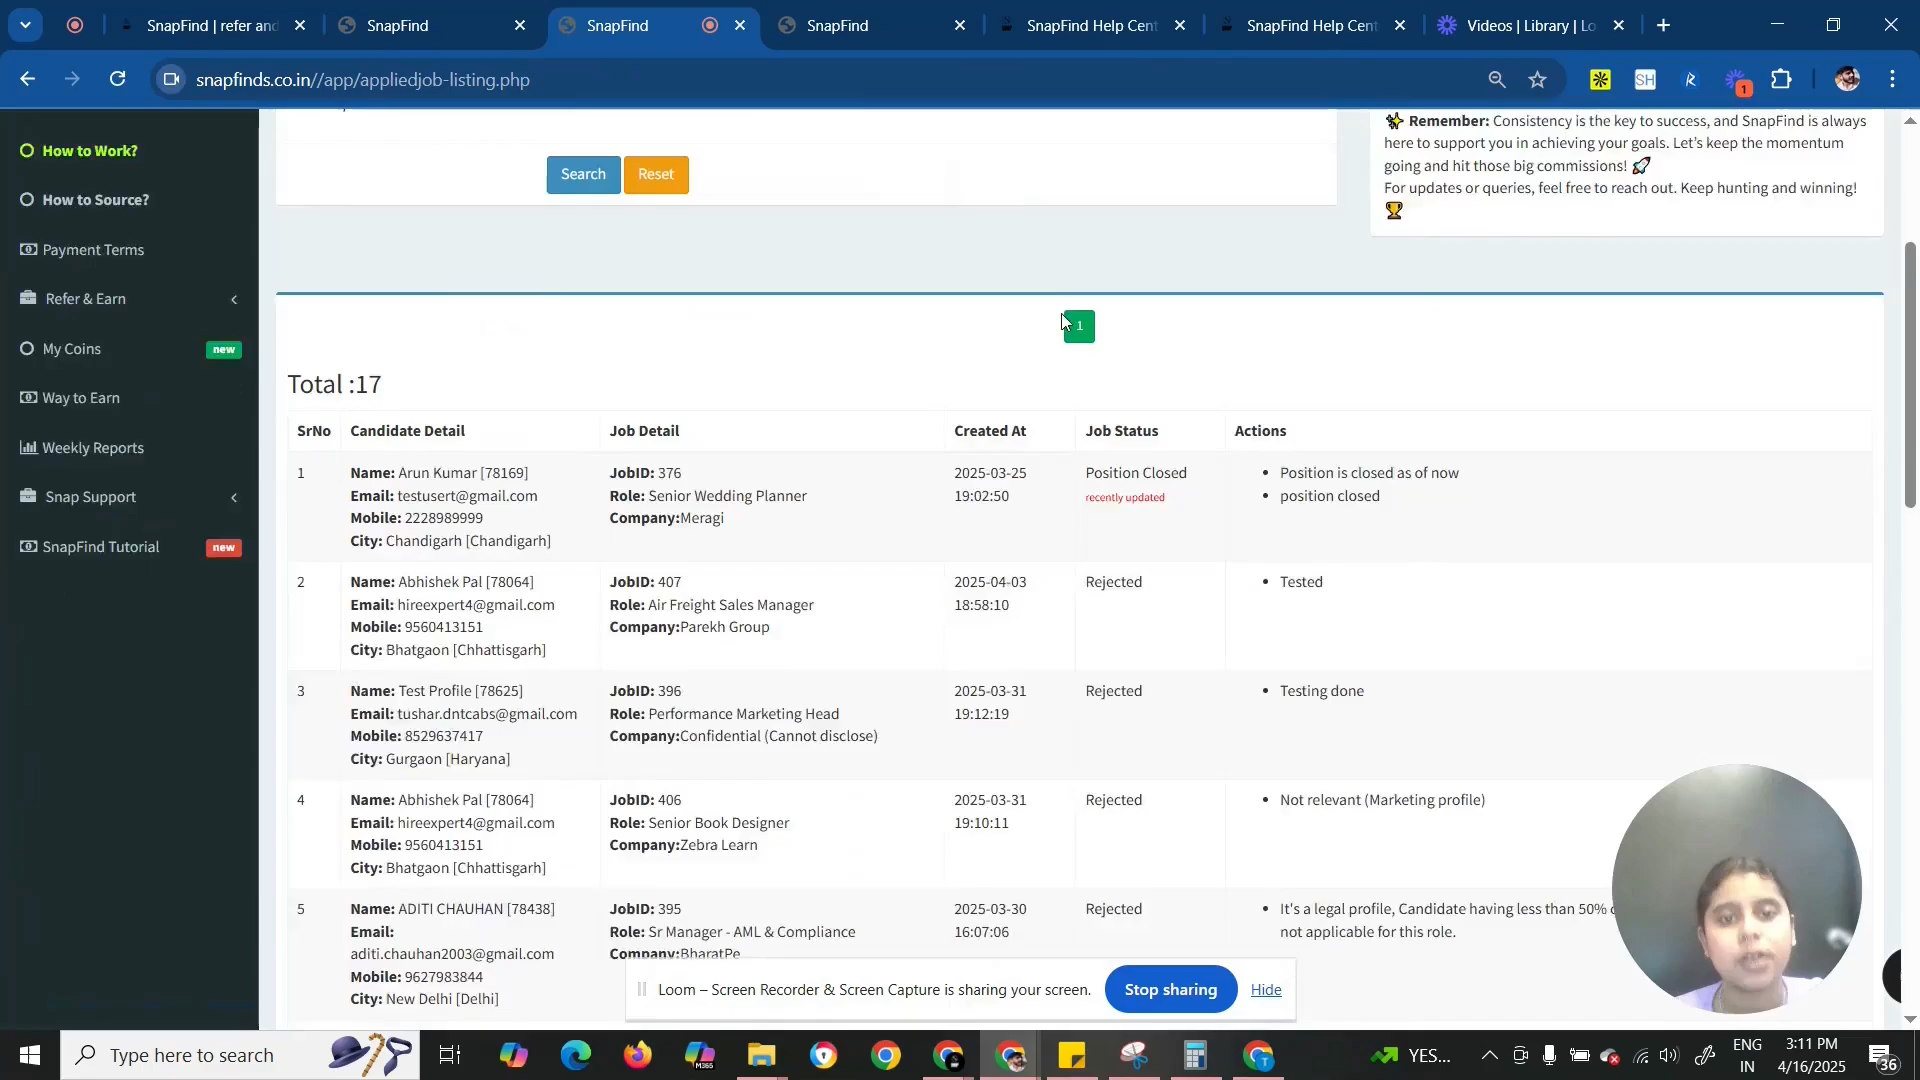 SnapFind | refer and
SnapFind
SnapFind
SnapFind
SnapFind Help Cent
SnapFind Help Cent
Videos | Library | Lo
snapfinds.co.in//app/appliedjob-listing.php
SH
1
How to Work?
How to Source?
Payment Terms
Refer & Earn
My Coins new
Way to Earn
Weekly Reports
Snap Support
SnapFind Tutorial new
Search Reset
✨ Remember: Consistency is the key to success, and SnapFind is always
here to support you in achieving your goals. Let's keep the momentum
going and hit those big commissions! 🚀
For updates or queries, feel free to reach out. Keep hunting and winning!
🏆
1
Total :17
SrNo Candidate Detail Job Detail Created At Job Status Actions
1 Name: Arun Kumar [78169] JobID: 376 2025-03-25 Position Closed • Position is closed as of now
Email: testusert@gmail.com Role: Senior Wedding Planner 19:02:50 recently updated • position closed
Mobile: 2228989999 Company:Meragi
City: Chandigarh [Chandigarh]
2 Name: Abhishek Pal [78064] JobID: 407 2025-04-03 Rejected • Tested
Email: hireexpert4@gmail.com Role: Air Freight Sales Manager 18:58:10
Mobile: 9560413151 Company:Parekh Group
City: Bhatgaon [Chhattisgarh]
3 Name: Test Profile [78625] JobID: 396 2025-03-31 Rejected • Testing done
Email: tushar.dntcabs@gmail.com Role: Performance Marketing Head 19:12:19
Mobile: 8529637417 Company:Confidential (Cannot disclose)
City: Gurgaon [Haryana]
4 Name: Abhishek Pal [78064] JobID: 406 2025-03-31 Rejected • Not relevant (Marketing profile)
Email: hireexpert4@gmail.com Role: Senior Book Designer 19:10:11
Mobile: 9560413151 Company:Zebra Learn
City: Bhatgaon [Chhattisgarh]
5 Name: ADITI CHAUHAN [78438] JobID: 395 2025-03-30 Rejected • It's a legal profile, Candidate having less than 50%
Email: Role: Sr Manager - AML & Compliance 16:07:06 not applicable for this role.
aditi.chauhan2003@gmail.com Company:BharatPe
Mobile: 9627983844
City: New Delhi [Delhi]
Loom – Screen Recorder & Screen Capture is sharing your screen. Stop sharing Hide
Type here to search
M365
YES...
ENG
IN
3:11 PM
4/16/2025
36